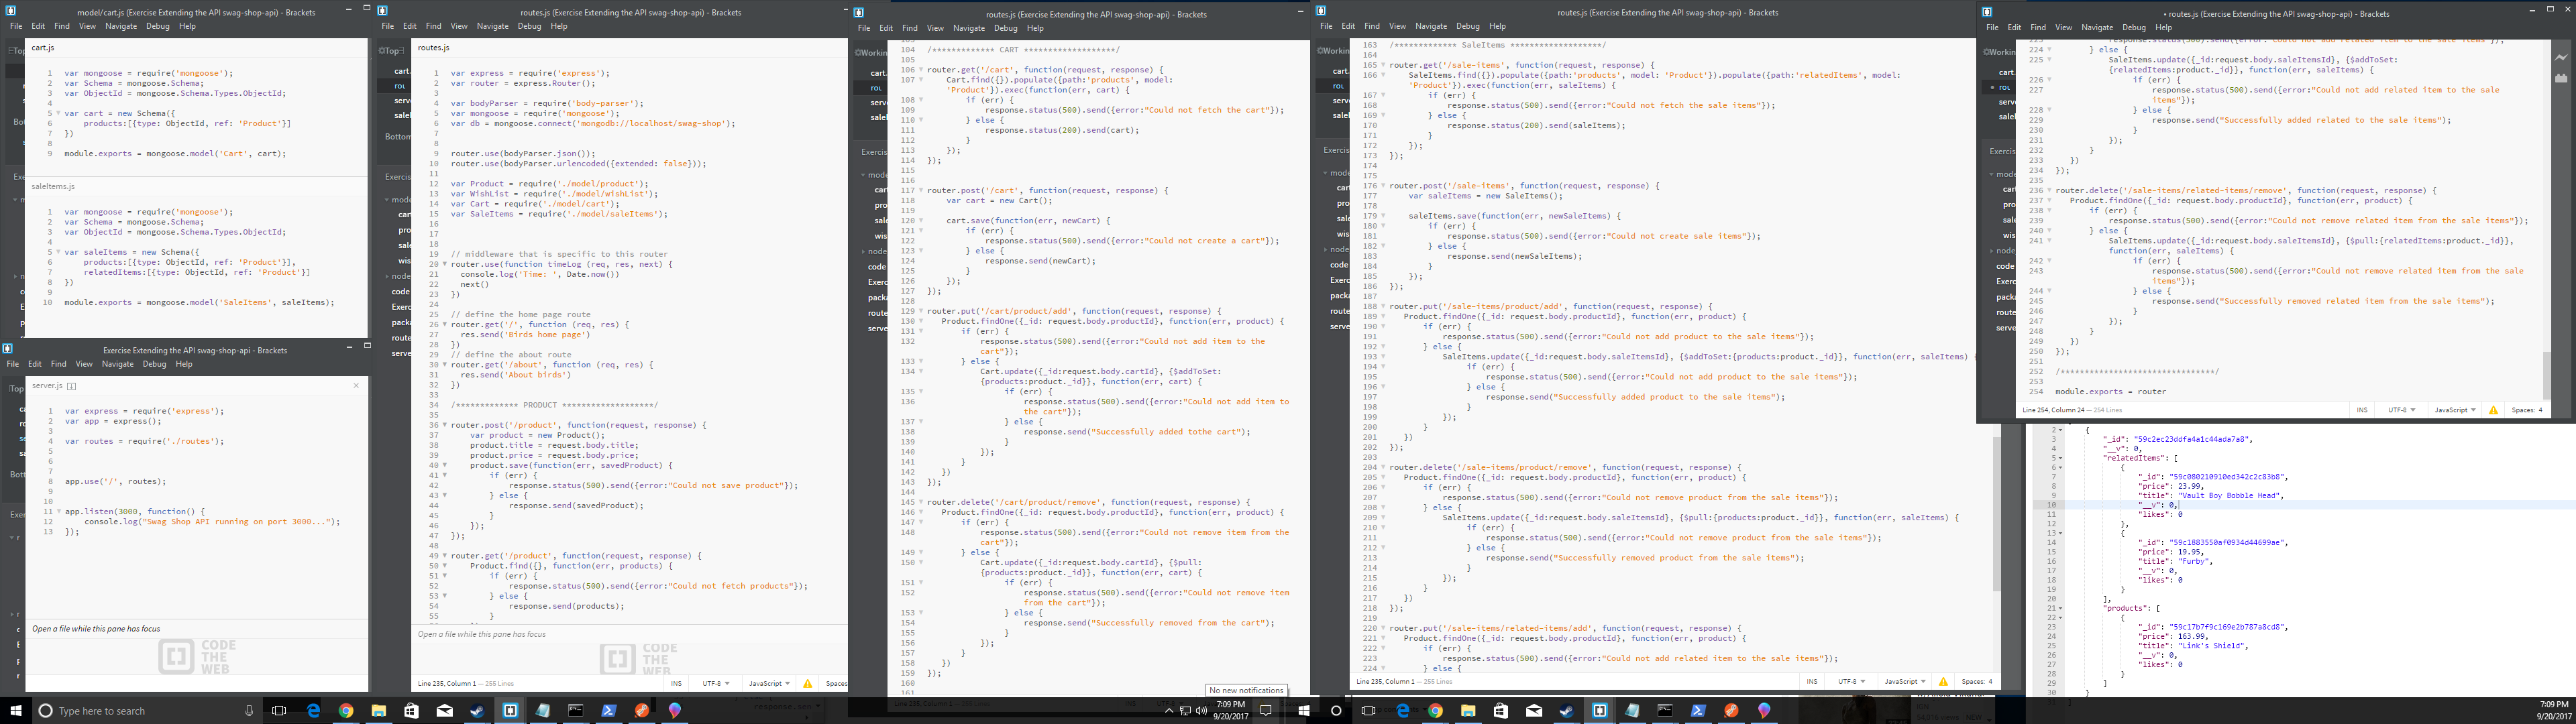 model/cart.js (Exercise Extending the API swag-shop-api) - Brackets
File Edit Find View Navigate Debug Help
cart.js
1 var mongoose = require('mongoose');
2 var Schema = mongoose.Schema;
3 var ObjectId = mongoose.Schema.Types.ObjectId;
4
5 var cart = new Schema({
6 products:[{type: ObjectId, ref: 'Product'}]
7 })
8
9 module.exports = mongoose.model('Cart', cart);
saleItems.js
1 var mongoose = require('mongoose');
2 var Schema = mongoose.Schema;
3 var ObjectId = mongoose.Schema.Types.ObjectId;
4
5 var saleItems = new Schema({
6 products:[{type: ObjectId, ref: 'Product'}],
7 relatedItems:[{type: ObjectId, ref: 'Product'}]
8 })
9
10 module.exports = mongoose.model('SaleItems', saleItems);
Exercise Extending the API swag-shop-api - Brackets
File Edit Find View Navigate Debug Help
server.js
1 var express = require('express');
2 var app = express();
3
4 var routes = require('./routes');
5
6
7
8 app.use('/', routes);
9
10
11 app.listen(3000, function() {
12 console.log("Swag Shop API running on port 3000...");
13 });
Open a file while this pane has focus
CODE
THE
WEB
routes.js (Exercise Extending the API swag-shop-api) - Brackets
File Edit Find View Navigate Debug Help
routes.js
1 var express = require('express');
2 var router = express.Router();
3
4 var bodyParser = require('body-parser');
5 var mongoose = require('mongoose');
6 var db = mongoose.connect('mongodb://localhost/swag-shop');
7
8
9 router.use(bodyParser.json());
10 router.use(bodyParser.urlencoded({extended: false}));
11
12 var Product = require('./model/product');
13 var WishList = require('./model/wishList');
14 var Cart = require('./model/cart');
15 var SaleItems = require('./model/saleItems');
16
17
18
19 // middleware that is specific to this router
20 router.use(function timeLog (req, res, next) {
21 console.log('Time: ', Date.now())
22 next()
23 })
24
25 // define the home page route
26 router.get('/', function (req, res) {
27 res.send('Birds home page')
28 })
29 // define the about route
30 router.get('/about', function (req, res) {
31 res.send('About birds')
32 })
33
34 /************* PRODUCT *******************/
35
36 router.post('/product', function(request, response) {
37 var product = new Product();
38 product.title = request.body.title;
39 product.price = request.body.price;
40 product.save(function(err, savedProduct) {
41 if (err) {
42 response.status(500).send({error:"Could not save product"});
43 } else {
44 response.send(savedProduct);
45 }
46 });
47 });
48
49 router.get('/product', function(request, response) {
50 Product.find({}, function(err, products) {
51 if (err) {
52 response.status(500).send({error:"Could not fetch products"});
53 } else {
54 response.send(products);
55 }
Open a file while this pane has focus
CODE
THE
WEB
Line 235, Column 1 — 255 Lines INS UTF-8 JavaScript Spaces
routes.js (Exercise Extending the API swag-shop-api) - Brackets
File Edit Find View Navigate Debug Help
104 /************* CART *******************/
105
106 router.get('/cart', function(request, response) {
107 Cart.find({}).populate({path:'products', model:
'Product'}).exec(function(err, cart) {
108 if (err) {
109 response.status(500).send({error:"Could not fetch the cart"});
110 } else {
111 response.status(200).send(cart);
112 }
113 });
114 });
115
116
117 router.post('/cart', function(request, response) {
118 var cart = new Cart();
119
120 cart.save(function(err, newCart) {
121 if (err) {
122 response.status(500).send({error:"Could not create a cart"});
123 } else {
124 response.send(newCart);
125 }
126 });
127 });
128
129 router.put('/cart/product/add', function(request, response) {
130 Product.findOne({_id: request.body.productId}, function(err, product) {
131 if (err) {
132 response.status(500).send({error:"Could not add item to the
cart"});
133 } else {
134 Cart.update({_id:request.body.cartId}, {$addToSet:
{products:product._id}}, function(err, cart) {
135 if (err) {
136 response.status(500).send({error:"Could not add item to
the cart"});
137 } else {
138 response.send("Successfully added tothe cart");
139 }
140 });
141 }
142 })
143 });
144
145 router.delete('/cart/product/remove', function(request, response) {
146 Product.findOne({_id: request.body.productId}, function(err, product) {
147 if (err) {
148 response.status(500).send({error:"Could not remove item from the
cart"});
149 } else {
150 Cart.update({_id:request.body.cartId}, {$pull:
{products:product._id}}, function(err, cart) {
151 if (err) {
152 response.status(500).send({error:"Could not remove item
from the cart"});
153 } else {
154 response.send("Successfully removed from the cart");
155 }
156 });
157 }
158 })
159 });
160
161
No new notifications
routes.js (Exercise Extending the API swag-shop-api) - Brackets
File Edit Find View Navigate Debug Help
163 /************* SaleItems *******************/
164
165 router.get('/sale-items', function(request, response) {
166 SaleItems.find({}).populate({path:'products', model: 'Product'}).populate({path:'relatedItems', model:
'Product'}).exec(function(err, saleItems) {
167 if (err) {
168 response.status(500).send({error:"Could not fetch the sale items"});
169 } else {
170 response.status(200).send(saleItems);
171 }
172 });
173 });
174
175
176 router.post('/sale-items', function(request, response) {
177 var saleItems = new SaleItems();
178
179 saleItems.save(function(err, newSaleItems) {
180 if (err) {
181 response.status(500).send({error:"Could not create sale items"});
182 } else {
183 response.send(newSaleItems);
184 }
185 });
186 });
187
188 router.put('/sale-items/product/add', function(request, response) {
189 Product.findOne({_id: request.body.productId}, function(err, product) {
190 if (err) {
191 response.status(500).send({error:"Could not add product to the sale items"});
192 } else {
193 SaleItems.update({_id:request.body.saleItemsId}, {$addToSet:{products:product._id}}, function(err, saleItems) {
194 if (err) {
195 response.status(500).send({error:"Could not add product to the sale items"});
196 } else {
197 response.send("Successfully added product to the sale items");
198 }
199 });
200 }
201 })
202 });
203
204 router.delete('/sale-items/product/remove', function(request, response) {
205 Product.findOne({_id: request.body.productId}, function(err, product) {
206 if (err) {
207 response.status(500).send({error:"Could not remove product from the sale items"});
208 } else {
209 SaleItems.update({_id:request.body.saleItemsId}, {$pull:{products:product._id}}, function(err, saleItems) {
210 if (err) {
211 response.status(500).send({error:"Could not remove product from the sale items"});
212 } else {
213 response.send("Successfully removed product from the sale items");
214 }
215 });
216 }
217 })
218 });
219
220 router.put('/sale-items/related-items/add', function(request, response) {
221 Product.findOne({_id: request.body.productId}, function(err, product) {
222 if (err) {
223 response.status(500).send({error:"Could not add related item to the sale items"});
224 } else {
Line 235, Column 1 — 255 Lines INS UTF-8 JavaScript Spaces: 4
• routes.js (Exercise Extending the API swag-shop-api) - Brackets
File Edit Find View Navigate Debug Help
224 } else {
225 SaleItems.update({_id:request.body.saleItemsId}, {$addToSet:
{relatedItems:product._id}}, function(err, saleItems) {
226 if (err) {
227 response.status(500).send({error:"Could not add related item to the sale
items"});
228 } else {
229 response.send("Successfully added related to the sale items");
230 }
231 });
232 }
233 })
234 });
235
236 router.delete('/sale-items/related-items/remove', function(request, response) {
237 Product.findOne({_id: request.body.productId}, function(err, product) {
238 if (err) {
239 response.status(500).send({error:"Could not remove related item from the sale items"});
240 } else {
241 SaleItems.update({_id:request.body.saleItemsId}, {$pull:{relatedItems:product._id}},
function(err, saleItems) {
242 if (err) {
243 response.status(500).send({error:"Could not remove related item from the sale
items"});
244 } else {
245 response.send("Successfully removed related item from the sale items");
246 }
247 });
248 }
249 })
250 });
251
252 /********************************/
253
254 module.exports = router
Line 254, Column 24 — 254 Lines INS UTF-8 JavaScript Spaces: 4
2 {
3 "_id": "59c2ec23ddfa4a1c44ada7a8",
4 "__v": 0,
5 "relatedItems": [
6 {
7 "_id": "59c080210910ed342c2c83b8",
8 "price": 23.99,
9 "title": "Vault Boy Bobble Head",
10 "__v": 0,
11 "likes": 0
12 },
13 {
14 "_id": "59c1883550af0934d44699ae",
15 "price": 19.95,
16 "title": "Furby",
17 "__v": 0,
18 "likes": 0
19 }
20 ],
21 "products": [
22 {
23 "_id": "59c17b7f9c169e2b787a8cd8",
24 "price": 163.99,
25 "title": "Link's Shield",
26 "__v": 0,
27 "likes": 0
28 }
29 ]
30 }
Type here to search
7:09 PM
9/20/2017
7:09 PM
9/20/2017